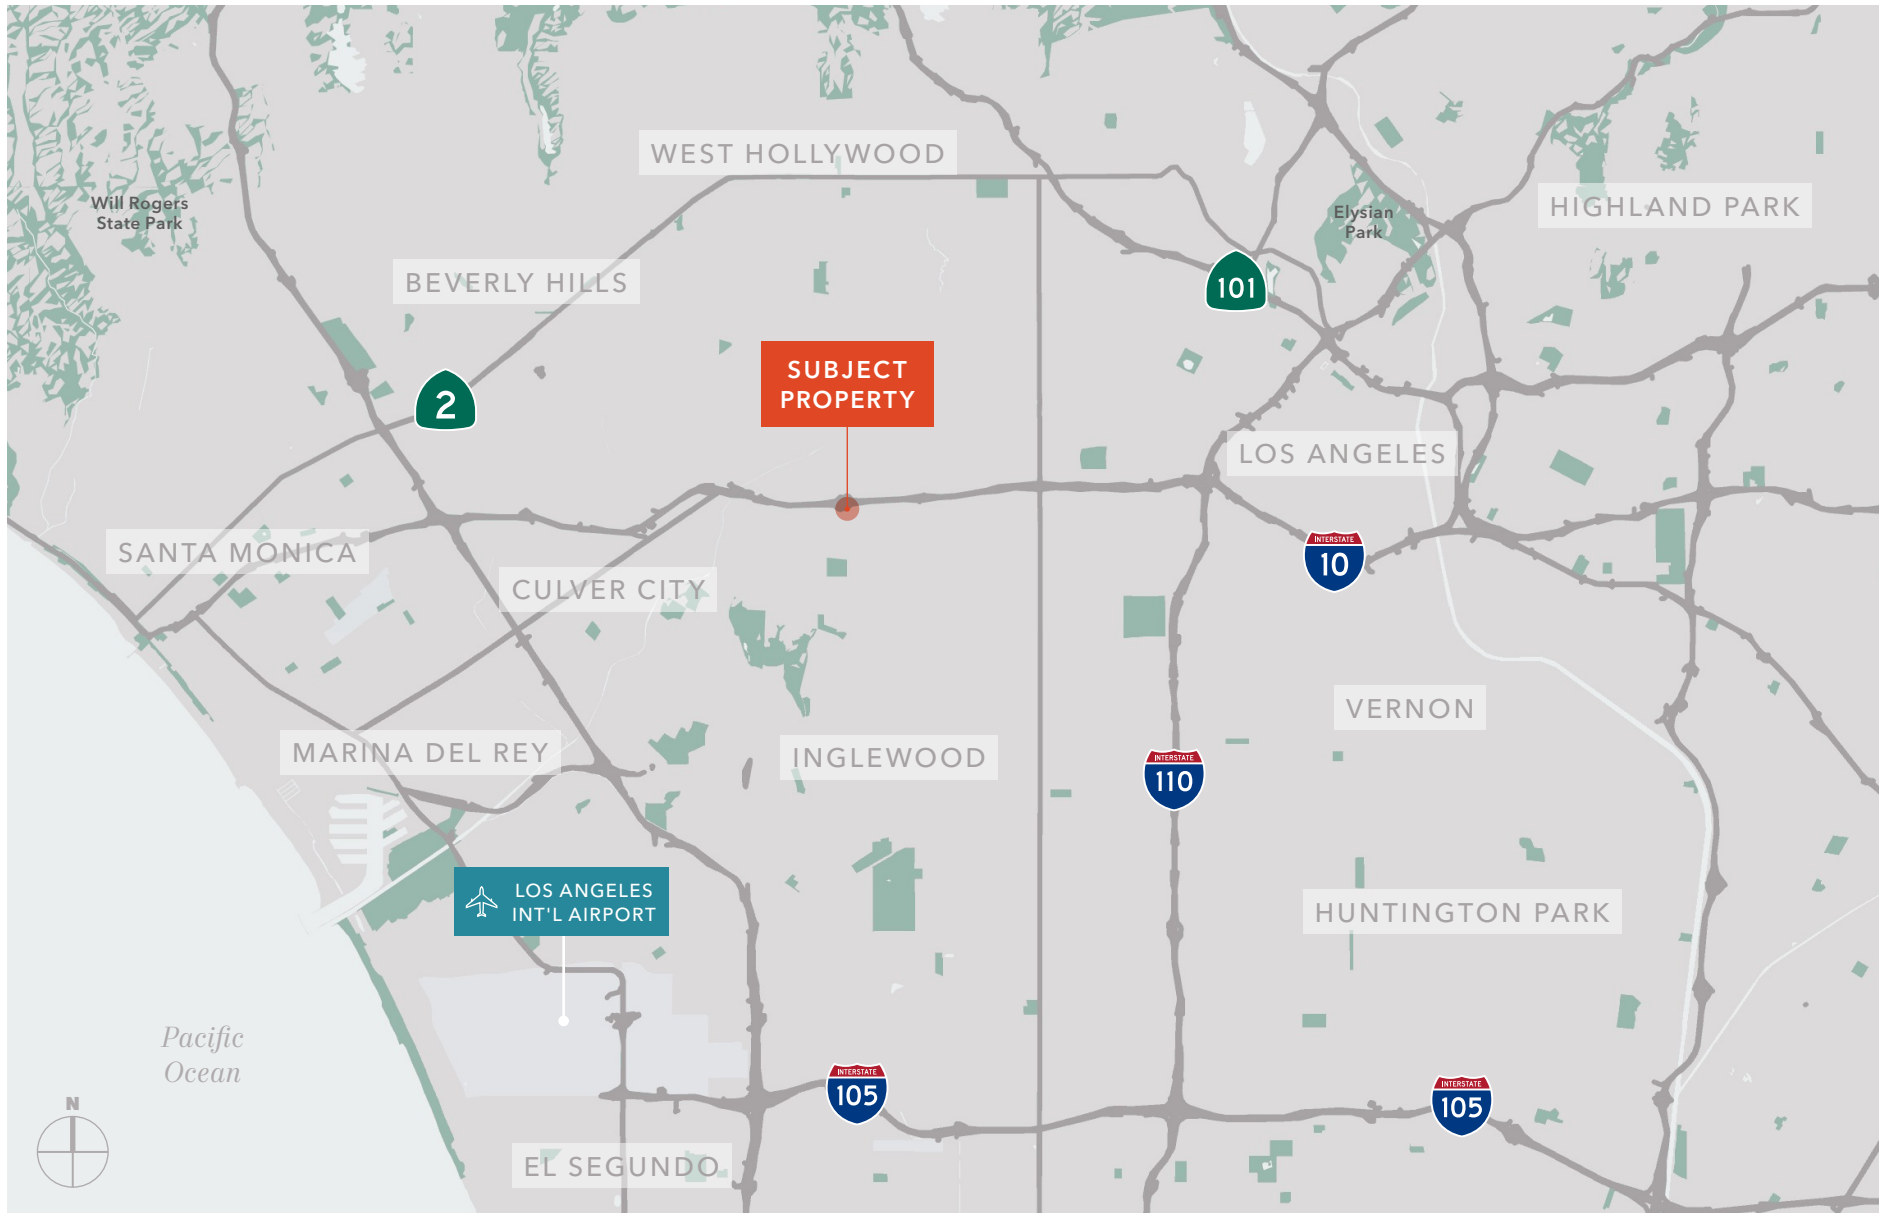 WEST HOLLYWOOD
Will Rogers
State Park
HIGHLAND PARK
Elysian
Park
BEVERLY HILLS
101
SUBJECT
PROPERTY
2
LOS ANGELES
SANTA MONICA
INTERSTATE
10
CULVER CITY
VERNON
MARINA DEL REY
INGLEWOOD
INTERSTATE
110
LOS ANGELES
INT'L AIRPORT
HUNTINGTON PARK
Pacific
Ocean
INTERSTATE
105
INTERSTATE
105
N
EL SEGUNDO